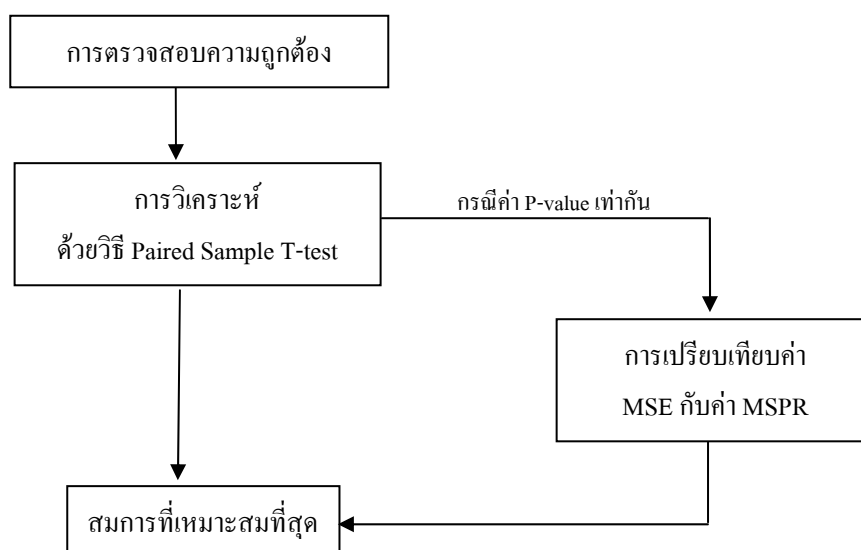 การตรวจสอบความถูกต้อง
การวิเคราะห์
ด้วยวิธี Paired Sample T-test
กรณีค่า P-value เท่ากัน
การเปรียบเทียบค่า
MSE กับค่า MSPR
สมการที่เหมาะสมที่สุด